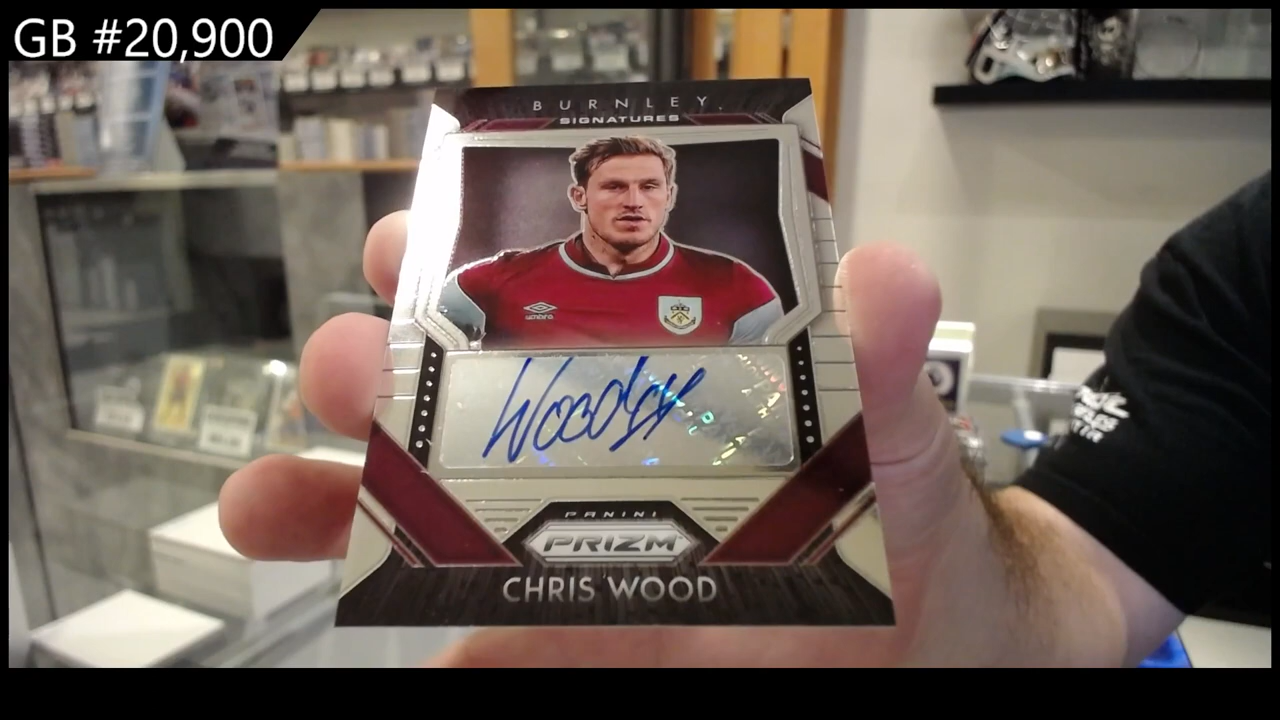 GB #20,900
BURNLEY
SIGNATURES
umbro
Woody
PANINI
PRIZM
CHRIS WOOD